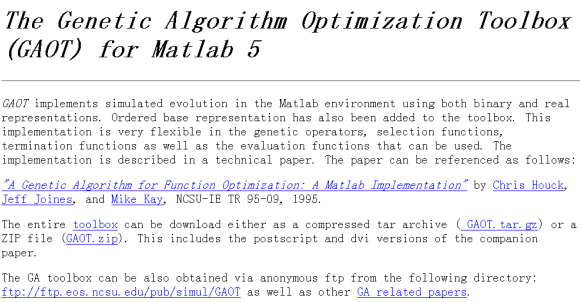 The Genetic Algorithm Optimization Toolbox
(GAOT) for Matlab 5
GAOT implements simulated evolution in the Matlab environment using both binary and real
representations. Ordered base representation has also been added to the toolbox. This
implementation is very flexible in the genetic operators, selection functions,
termination functions as well as the evaluation functions that can be used. The
implementation is described in a technical paper. The paper can be referenced as follows:
"A Genetic Algorithm for Function Optimization: A Matlab Implementation" by Chris Houck,
Jeff Joines, and Mike Kay, NCSU-IE TR 95-09, 1995.
The entire toolbox can be download either as a compressed tar archive ( GAOT.tar.gz) or a
ZIP file (GAOT.zip). This includes the postscript and dvi versions of the companion
paper.
The GA toolbox can be also obtained via anonymous ftp from the following directory:
ftp://ftp.eos.ncsu.edu/pub/simul/GAOT as well as other GA related papers.